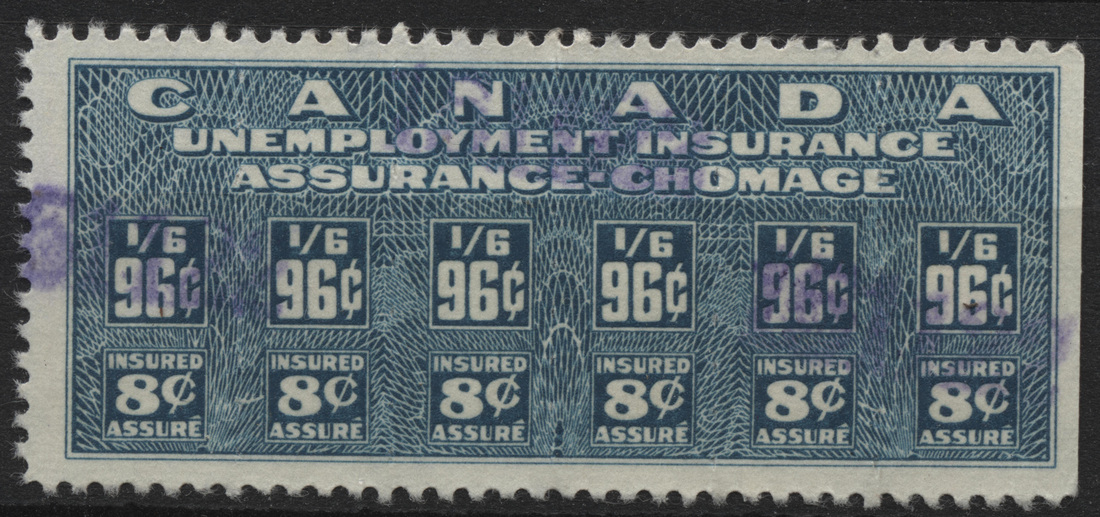 CANADA
UNEMPLOYMENT INSURANCE
ASSURANCE-CHOMAGE
1/6 1/6 1/6 1/6 1/6 1/6
96¢ 96¢ 96¢ 96¢ 96¢ 96¢
INSURED INSURED INSURED INSURED INSURED INSURED
8¢ 8¢ 8¢ 8¢ 8¢ 8¢
ASSURÉ ASSURÉ ASSURÉ ASSURÉ ASSURÉ ASSURÉ